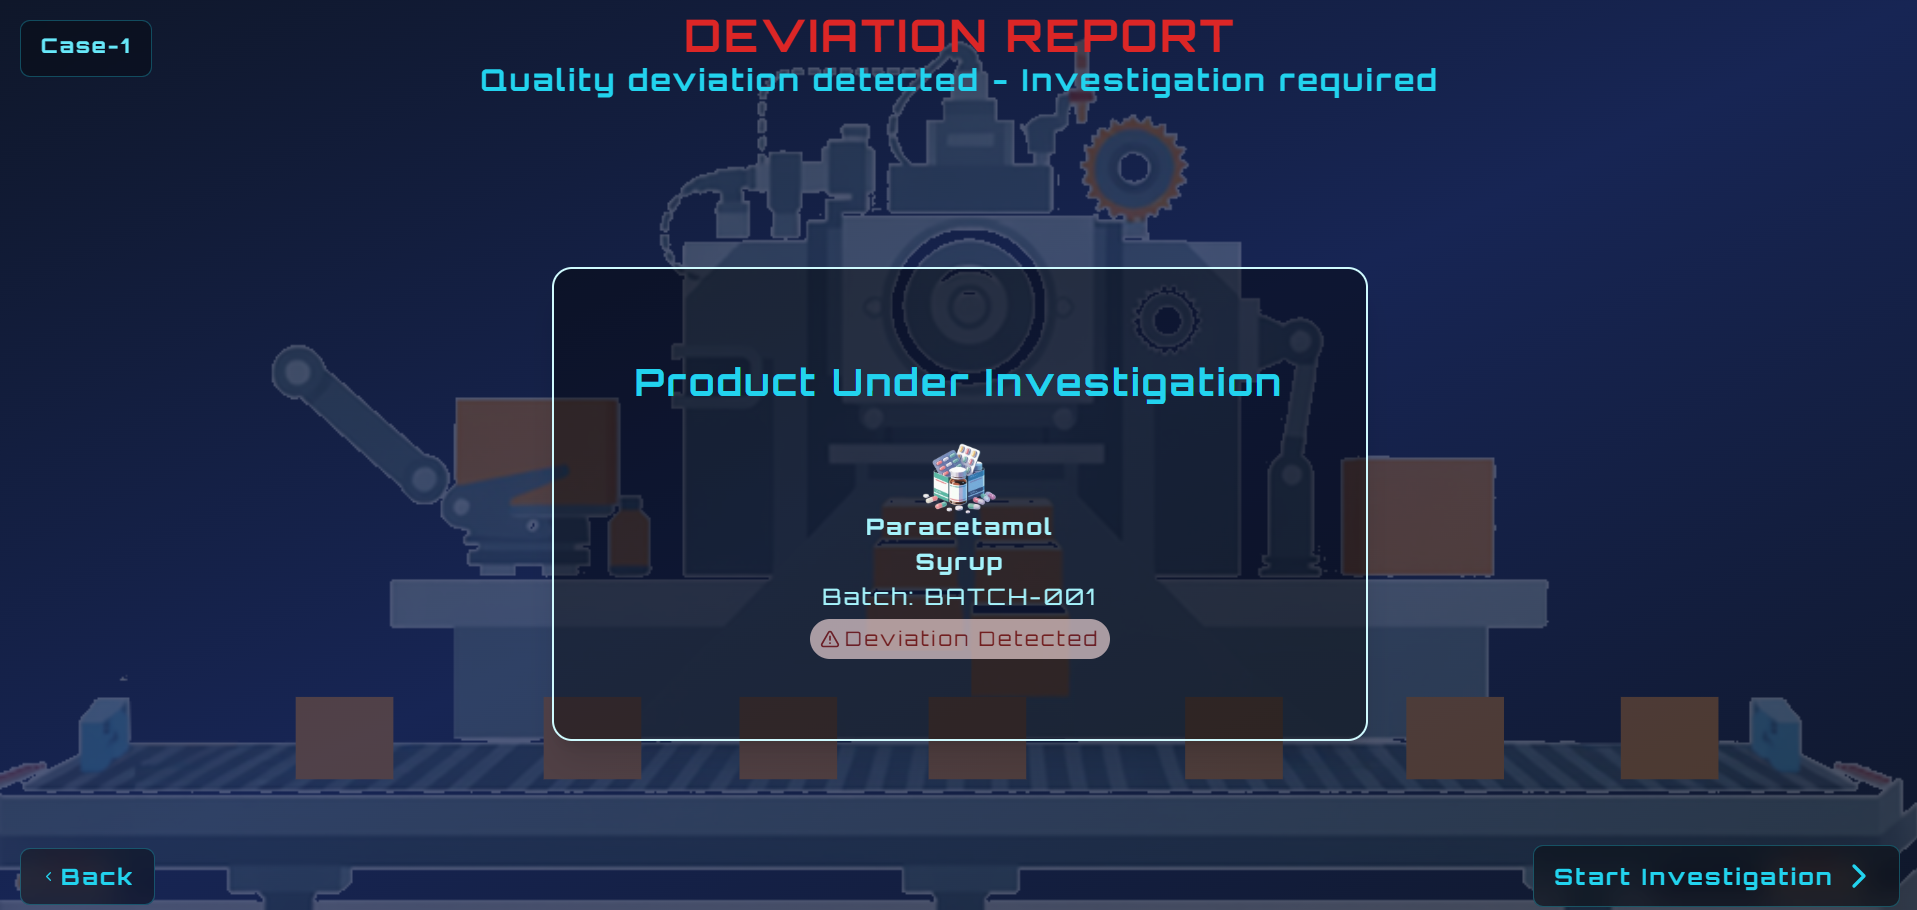 Case-1
DEVIATION REPORT
Quality deviation detected - Investigation required
Product Under Investigation
Paracetamol
Syrup
Batch: BATCH-001
Deviation Detected
Back
Start Investigation